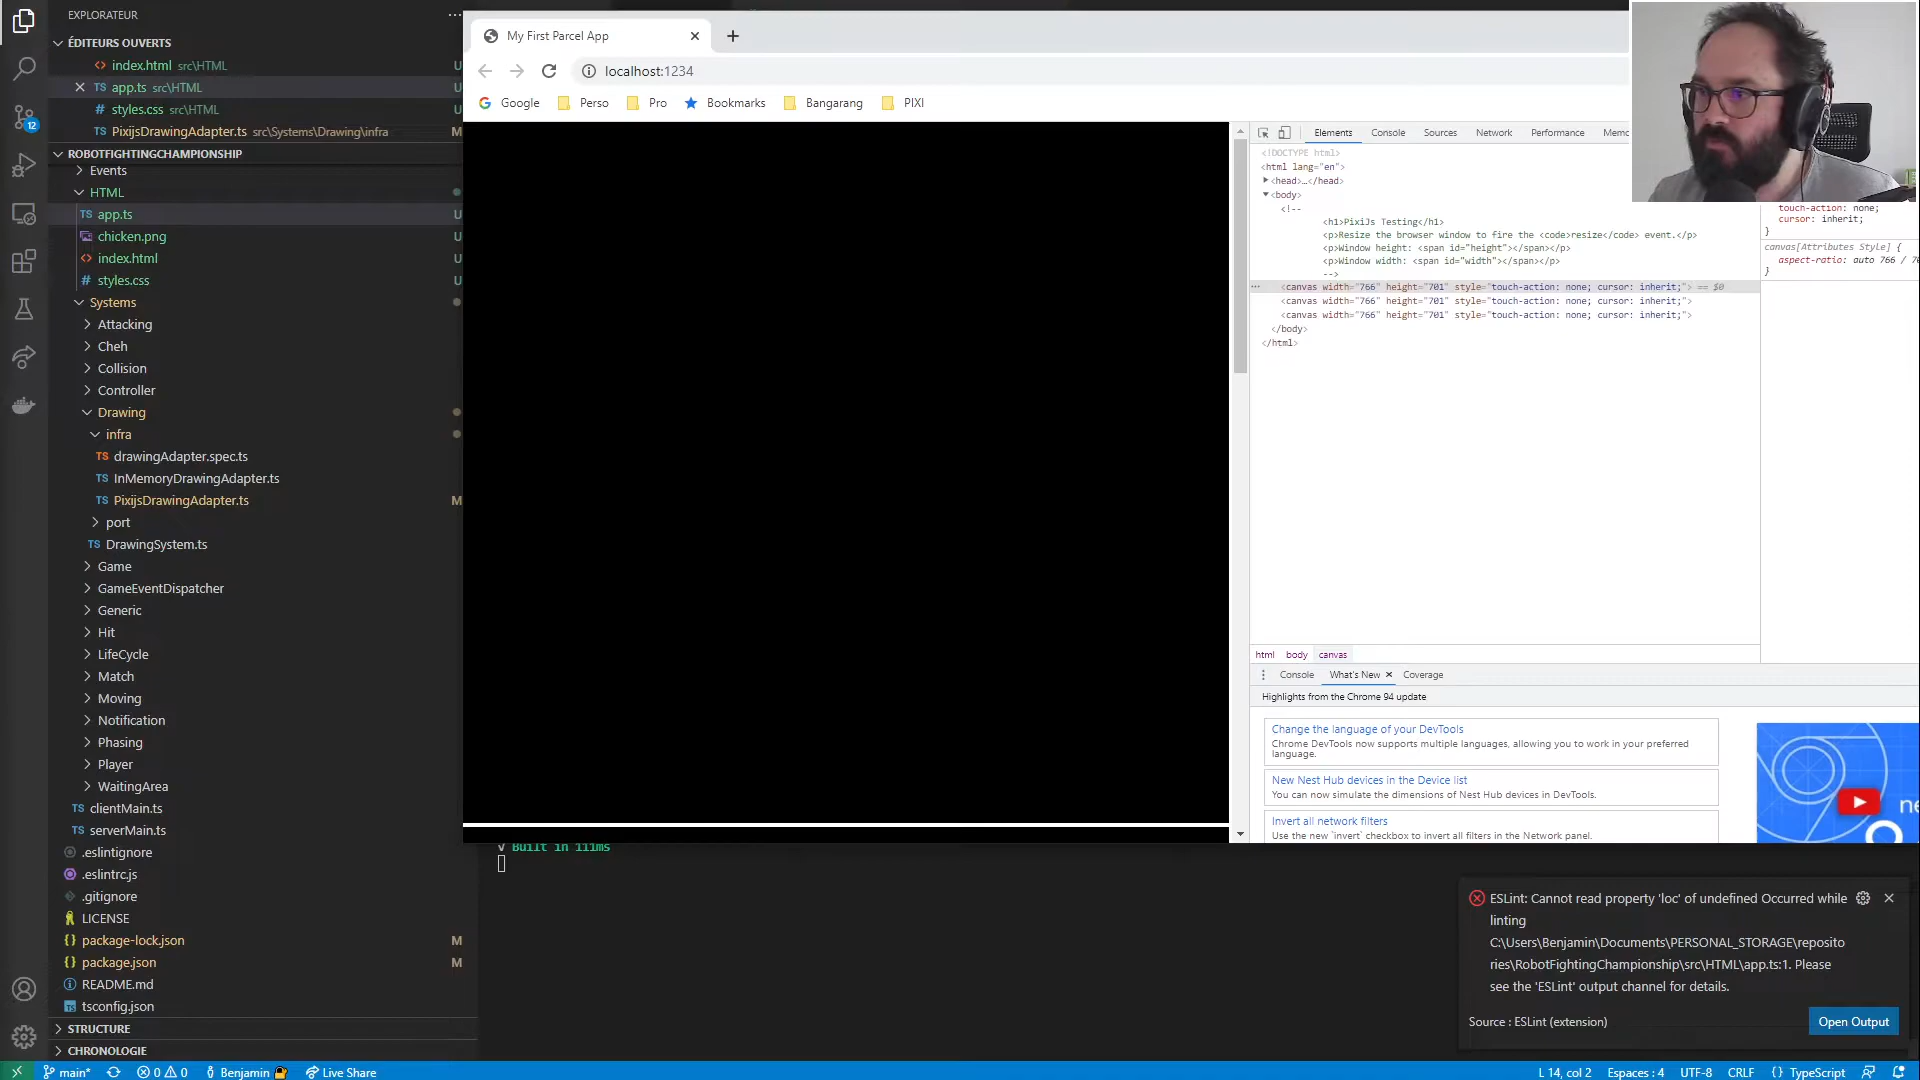 EXPLORATEUR
ÉDITEURS OUVERTS
index.html src\HTML U
app.ts src\HTML U
styles.css src\HTML U
PixijsDrawingAdapter.ts src\Systems\Drawing\infra M
ROBOTFIGHTINGCHAMPIONSHIP
Events
HTML
app.ts U
chicken.png U
index.html U
styles.css U
Systems
Attacking
Cheh
Collision
Controller
Drawing
infra
drawingAdapter.spec.ts
InMemoryDrawingAdapter.ts
PixijsDrawingAdapter.ts M
port
DrawingSystem.ts
Game
GameEventDispatcher
Generic
Hit
LifeCycle
Match
Moving
Notification
Phasing
Player
WaitingArea
clientMain.ts
serverMain.ts
.eslintignore
.eslintrc.js
.gitignore
LICENSE
package-lock.json M
package.json M
README.md
tsconfig.json
STRUCTURE
CHRONOLOGIE
12
My First Parcel App
localhost:1234
Google Perso Pro Bookmarks Bangarang PIXI
Elements Console Sources Network Performance Memo
<!DOCTYPE html>
<html lang="en">
<head>…</head>
<body>
<!--
<h1>PixiJs Testing</h1>
<p>Resize the browser window to fire the <code>resize</code> event.</p>
<p>Window height: <span id="height"></span></p>
<p>Window width: <span id="width"></span></p>
-->
<canvas width="766" height="701" style="touch-action: none; cursor: inherit;"> == $0
<canvas width="766" height="701" style="touch-action: none; cursor: inherit;">
<canvas width="766" height="701" style="touch-action: none; cursor: inherit;">
</body>
</html>
touch-action: none;
cursor: inherit;
}
canvas[Attributes Style] {
aspect-ratio: auto 766 / 70
}
html body canvas
Console What's New Coverage
Highlights from the Chrome 94 update
Change the language of your DevTools
Chrome DevTools now supports multiple languages, allowing you to work in your preferred
language.
New Nest Hub devices in the Device list
You can now simulate the dimensions of Nest Hub devices in DevTools.
Invert all network filters
Use the new `invert` checkbox to invert all filters in the Network panel.
ne
√ Built in 111ms
ESLint: Cannot read property 'loc' of undefined Occurred while
linting
C:\Users\Benjamin\Documents\PERSONAL_STORAGE\reposito
ries\RobotFightingChampionship\src\HTML\app.ts:1. Please
see the 'ESLint' output channel for details.
Source : ESLint (extension)
Open Output
main* 0 0 Benjamin Live Share
L 14, col 2 Espaces : 4 UTF-8 CRLF {} TypeScript